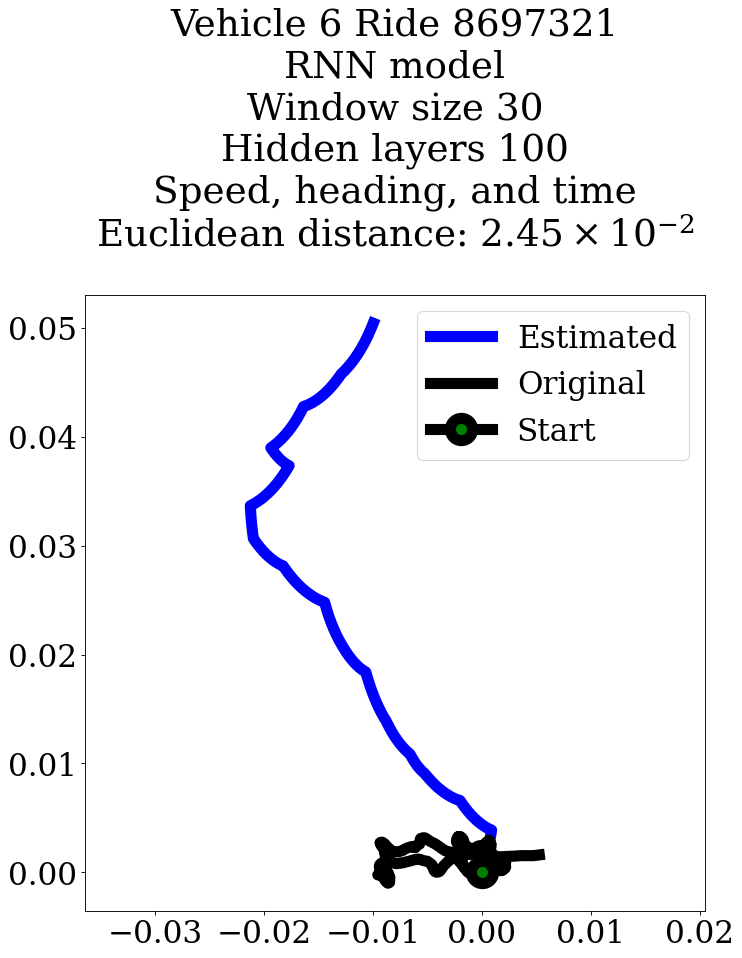 Vehicle 6 Ride 8697321
RNN model
Window size 30
Hidden layers 100
Speed, heading, and time
Euclidean distance: 2.45 × 10⁻²
Estimated
Original
Start
0.05
0.04
0.03
0.02
0.01
0.00
−0.03 −0.02 −0.01 0.00 0.01 0.02